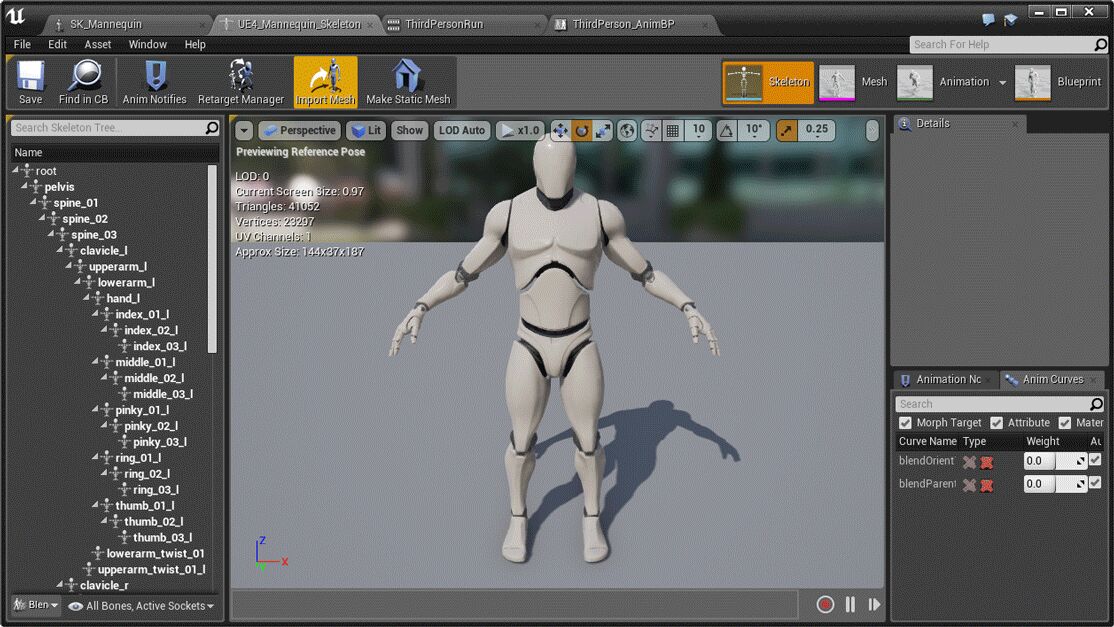 SK_Mannequin
UE4_Mannequin_Skeleton
ThirdPersonRun
ThirdPerson_AnimBP
File Edit Asset Window Help
Search For Help
Save
Find in CB
Anim Notifies
Retarget Manager
Import Mesh
Make Static Mesh
Skeleton
Mesh
Animation
Blueprint
Search Skeleton Tree...
Name
root
pelvis
spine_01
spine_02
spine_03
clavicle_l
upperarm_l
lowerarm_l
hand_l
index_01_l
index_02_l
index_03_l
middle_01_l
middle_02_l
middle_03_l
pinky_01_l
pinky_02_l
pinky_03_l
ring_01_l
ring_02_l
ring_03_l
thumb_01_l
thumb_02_l
thumb_03_l
lowerarm_twist_01
upperarm_twist_01_l
clavicle_r
Blen
All Bones, Active Sockets
Perspective
Lit
Show
LOD Auto
x1.0
10
10°
0.25
Previewing Reference Pose
LOD: 0
Current Screen Size: 0.97
Triangles: 41052
Vertices: 23297
UV Channels: 1
Approx Size: 144x37x187
Z
X
Details
Animation Nc
Anim Curves
Search
Morph Target Attribute Mater
Curve Name Type Weight Au
blendOrient 0.0
blendParent 0.0